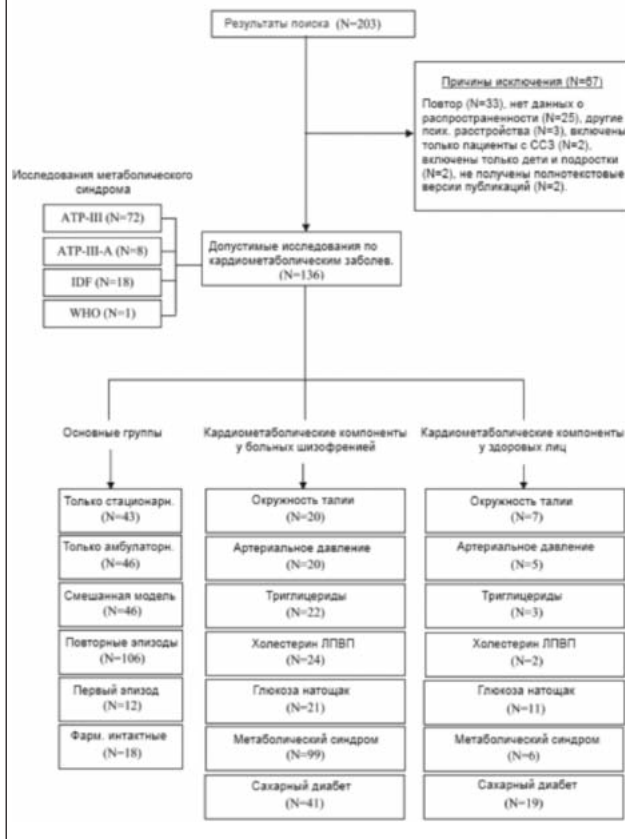 Результаты поиска (N=203)
Причины исключения (N=67)
Повтор (N=33), нет данных о
распространенности (N=25), другие
псих. расстройства (N=3), включены
только пациенты с ССЗ (N=2),
включены только дети и подростки
(N=2), не получены полнотекстовые
версии публикаций (N=2).
Исследования метаболического
синдрома
ATP-III (N=72)
ATP-III-A (N=8)
IDF (N=18)
WHO (N=1)
Допустимые исследования по
кардиометаболическим заболев.
(N=136)
Основные группы
Только стационарн.
(N=43)
Только амбулаторн.
(N=46)
Смешанная модель
(N=46)
Повторные эпизоды
(N=106)
Первый эпизод
(N=12)
Фарм. интактные
(N=18)
Кардиометаболические компоненты
у больных шизофренией
Окружность талии
(N=20)
Артериальное давление
(N=20)
Триглицериды
(N=22)
Холестерин ЛПВП
(N=24)
Глюкоза натощак
(N=21)
Метаболический синдром
(N=99)
Сахарный диабет
(N=41)
Кардиометаболические компоненты
у здоровых лиц
Окружность талии
(N=7)
Артериальное давление
(N=5)
Триглицериды
(N=3)
Холестерин ЛПВП
(N=2)
Глюкоза натощак
(N=11)
Метаболический синдром
(N=6)
Сахарный диабет
(N=19)